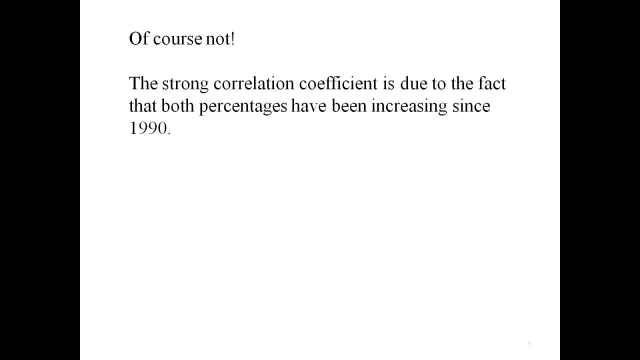 Of course not!
The strong correlation coefficient is due to the fact
that both percentages have been increasing since
1990.